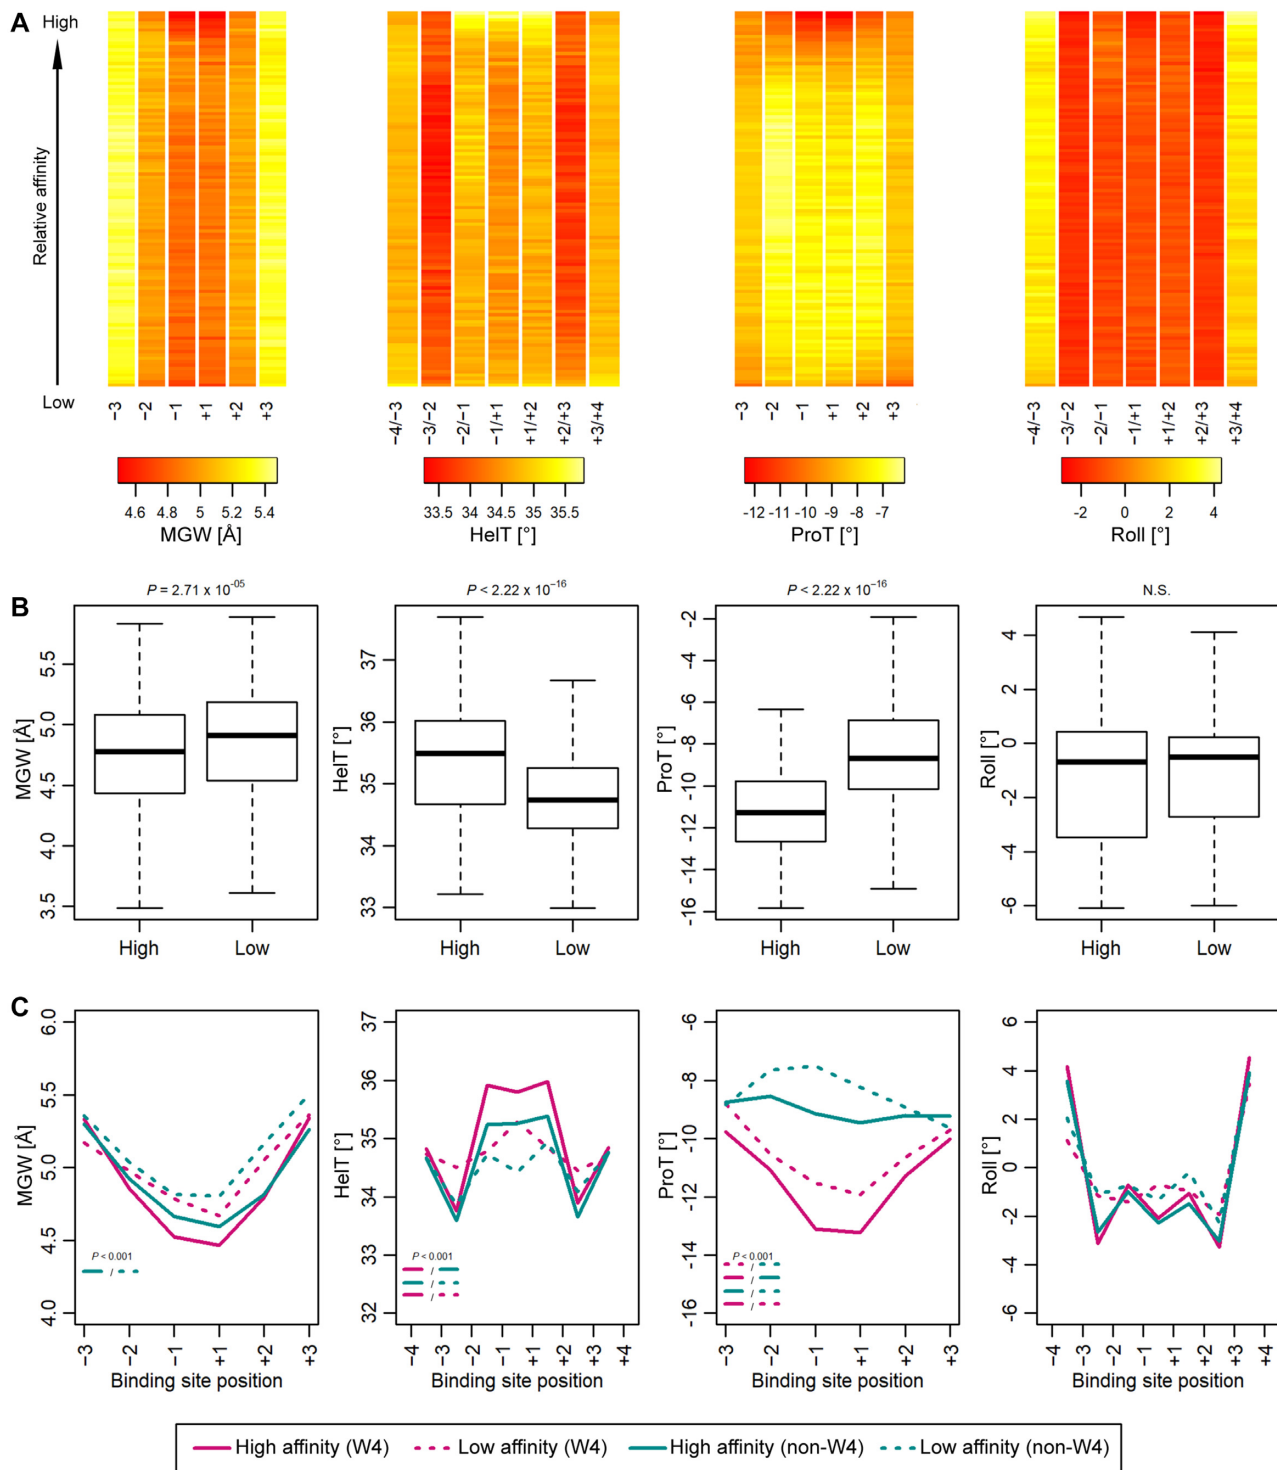 A
High
Relative affinity
Low
−3 −2 −1 +1 +2 +3
−4/−3 −3/−2 −2/−1 −1/+1 +1/+2 +2/+3 +3/+4
−3 −2 −1 +1 +2 +3
−4/−3 −3/−2 −2/−1 −1/+1 +1/+2 +2/+3 +3/+4
4.6 4.8 5 5.2 5.4
MGW [Å]
33.5 34 34.5 35 35.5
HelT [°]
-12 -11 -10 -9 -8 -7
ProT [°]
-2 0 2 4
Roll [°]
B
P = 2.71 x 10−05
MGW [Å]
5.5
5.0
4.5
4.0
3.5
High Low
P < 2.22 x 10−16
HelT [°]
37
36
35
34
33
High Low
P < 2.22 x 10−16
ProT [°]
-2
-4
-6
-8
-10
-12
-14
-16
High Low
N.S.
Roll [°]
4
2
0
-2
-4
-6
High Low
C
MGW [Å]
6.0
5.5
5.0
4.5
4.0
P < 0.001
/
−3 −2 −1 +1 +2 +3
Binding site position
HelT [°]
37
36
35
34
33
32
P < 0.001
/
/
/
−4 −3 −2 −1 +1 +2 +3 +4
Binding site position
ProT [°]
-6
-8
-10
-12
-14
-16
P < 0.001
/
/
/
/
−3 −2 −1 +1 +2 +3
Binding site position
Roll [°]
6
4
2
0
-2
-4
-6
−4 −3 −2 −1 +1 +2 +3 +4
Binding site position
High affinity (W4) Low affinity (W4) High affinity (non-W4) Low affinity (non-W4)